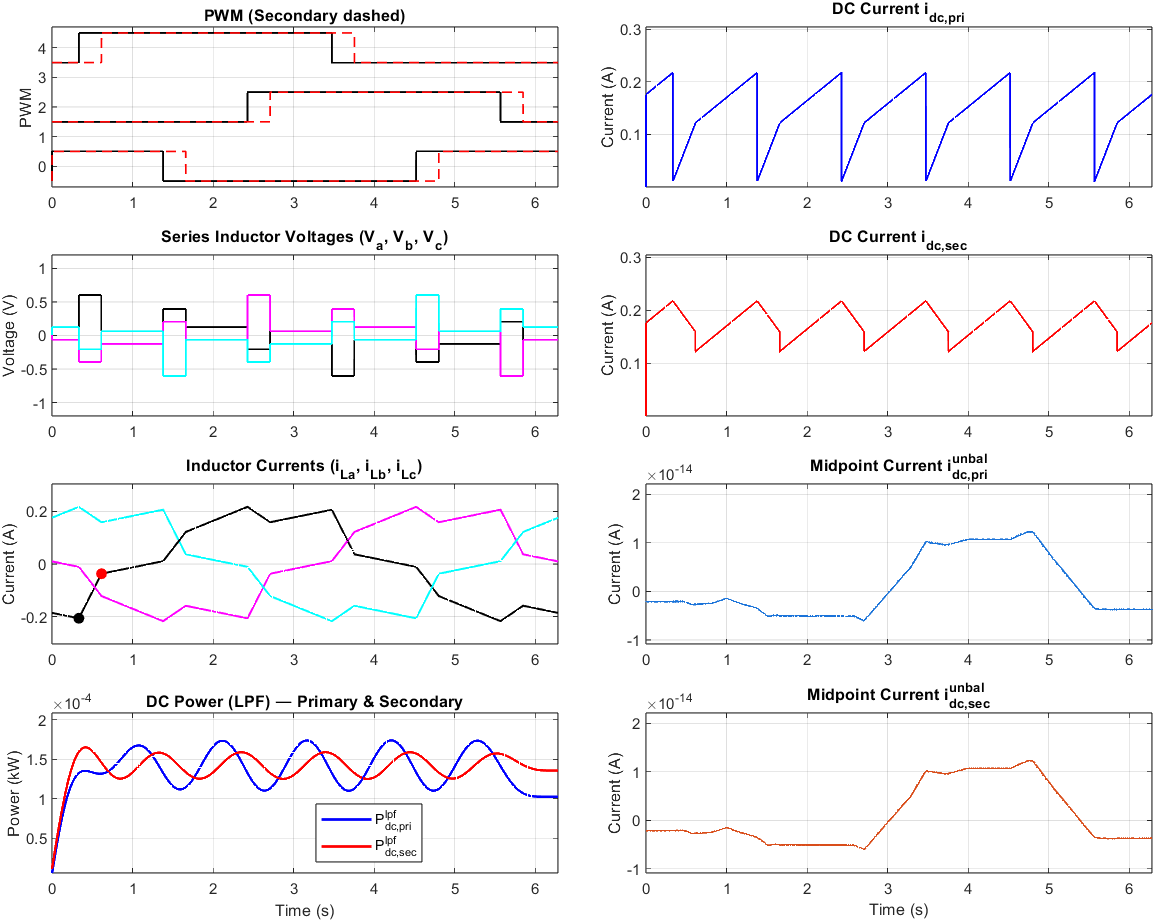 PWM (Secondary dashed)
PWM
4
3
2
1
0
0 1 2 3 4 5 6
DC Current i_dc,pri
Current (A)
0.3
0.2
0.1
0 1 2 3 4 5 6
Series Inductor Voltages (V_a, V_b, V_c)
Voltage (V)
1
0.5
0
-0.5
-1
0 1 2 3 4 5 6
DC Current i_dc,sec
Current (A)
0.3
0.2
0.1
0 1 2 3 4 5 6
Inductor Currents (i_La, i_Lb, i_Lc)
Current (A)
0.2
0
-0.2
0 1 2 3 4 5 6
Midpoint Current i^unbal_dc,pri
×10^-14
Current (A)
2
1
0
-1
0 1 2 3 4 5 6
DC Power (LPF) — Primary & Secondary
×10^-4
Power (kW)
2
1.5
1
0.5
P^lpf_dc,pri
P^lpf_dc,sec
0 1 2 3 4 5 6
Time (s)
Midpoint Current i^unbal_dc,sec
×10^-14
Current (A)
2
1
0
-1
0 1 2 3 4 5 6
Time (s)